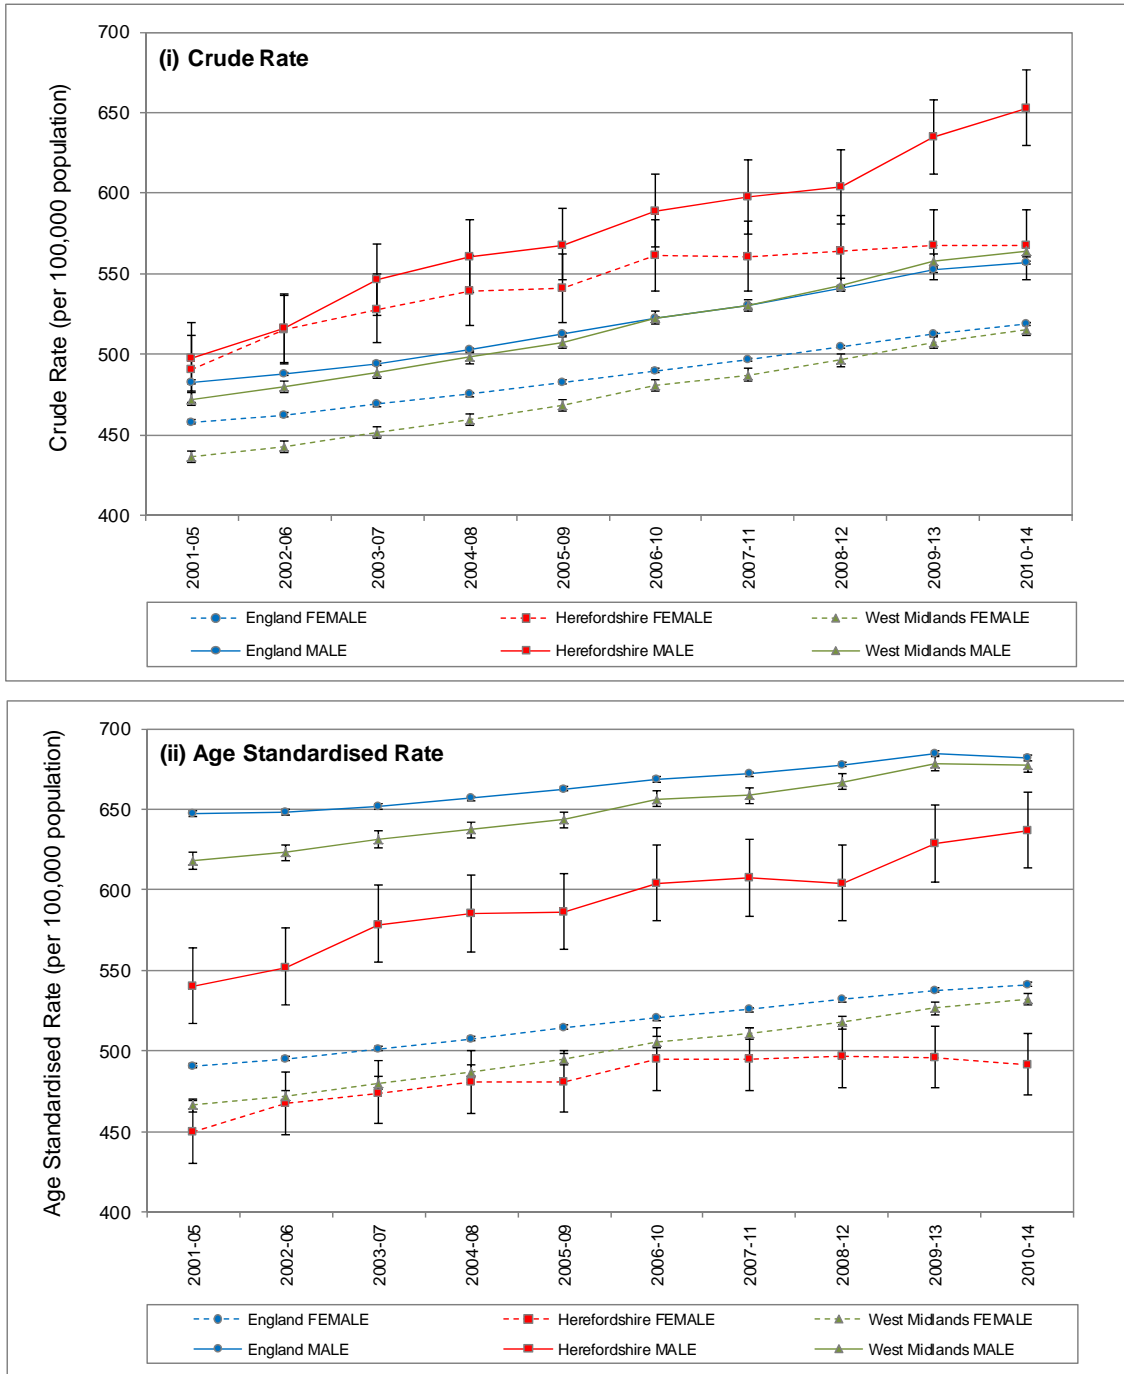 (i) Crude Rate
Crude Rate (per 100,000 population)
700
650
600
550
500
450
400
2001-05
2002-06
2003-07
2004-08
2005-09
2006-10
2007-11
2008-12
2009-13
2010-14
England FEMALE
Herefordshire FEMALE
West Midlands FEMALE
England MALE
Herefordshire MALE
West Midlands MALE
(ii) Age Standardised Rate
Age Standardised Rate (per 100,000 population)
700
650
600
550
500
450
400
2001-05
2002-06
2003-07
2004-08
2005-09
2006-10
2007-11
2008-12
2009-13
2010-14
England FEMALE
Herefordshire FEMALE
West Midlands FEMALE
England MALE
Herefordshire MALE
West Midlands MALE